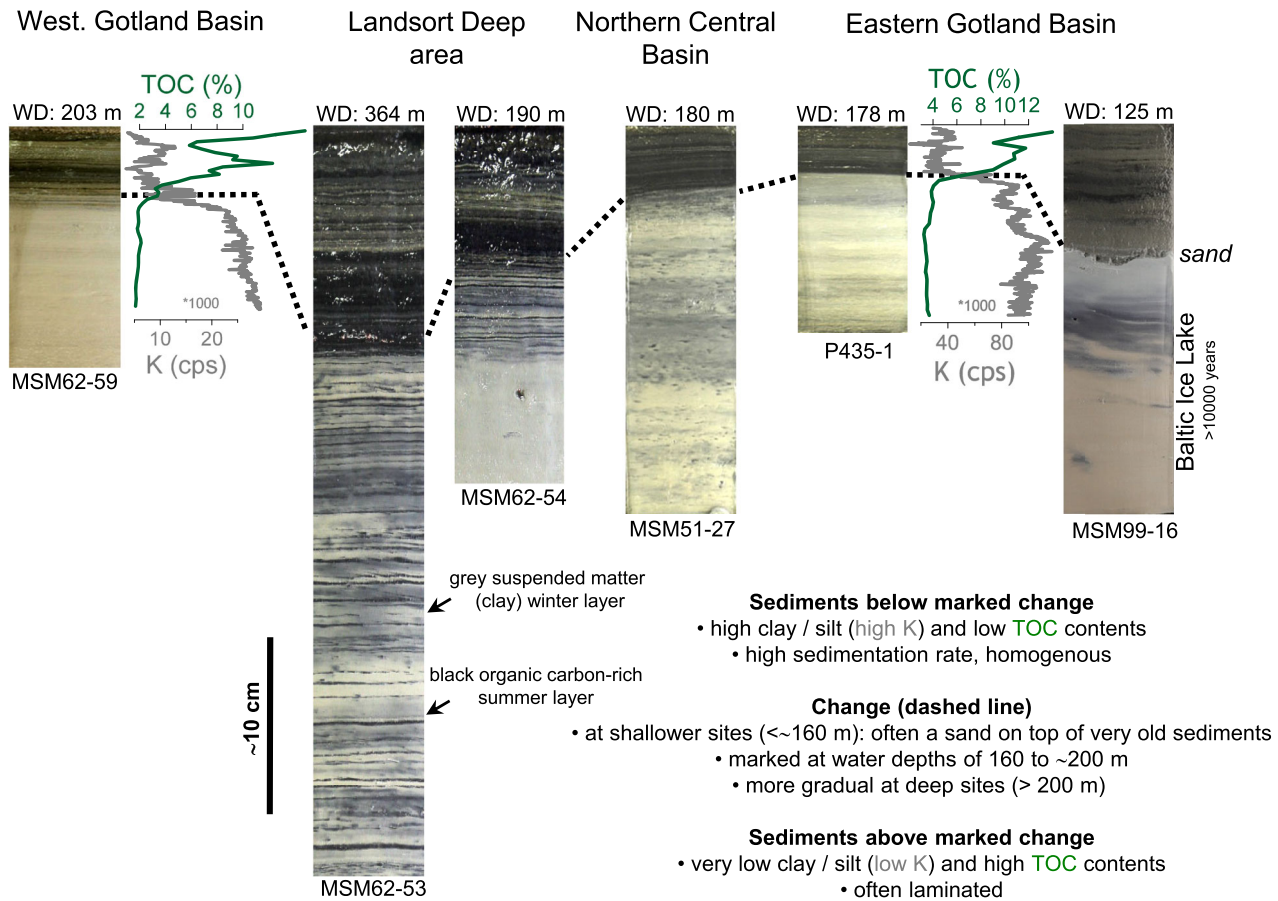 West. Gotland Basin
Landsort Deep
area
Northern Central
Basin
Eastern Gotland Basin
TOC (%)
2 4 6 8 10
WD: 203 m
WD: 364 m
WD: 190 m
WD: 180 m
WD: 178 m
TOC (%)
4 6 8 10 12
WD: 125 m
*1000
10 20
K (cps)
MSM62-59
MSM62-53
MSM62-54
MSM51-27
P435-1
*1000
40 80
K (cps)
sand
Baltic Ice Lake
>10000 years
MSM99-16
grey suspended matter
(clay) winter layer
black organic carbon-rich
summer layer
~10 cm
Sediments below marked change
• high clay / silt (high K) and low TOC contents
• high sedimentation rate, homogenous
Change (dashed line)
• at shallower sites (<~160 m): often a sand on top of very old sediments
• marked at water depths of 160 to ~200 m
• more gradual at deep sites (> 200 m)
Sediments above marked change
• very low clay / silt (low K) and high TOC contents
• often laminated